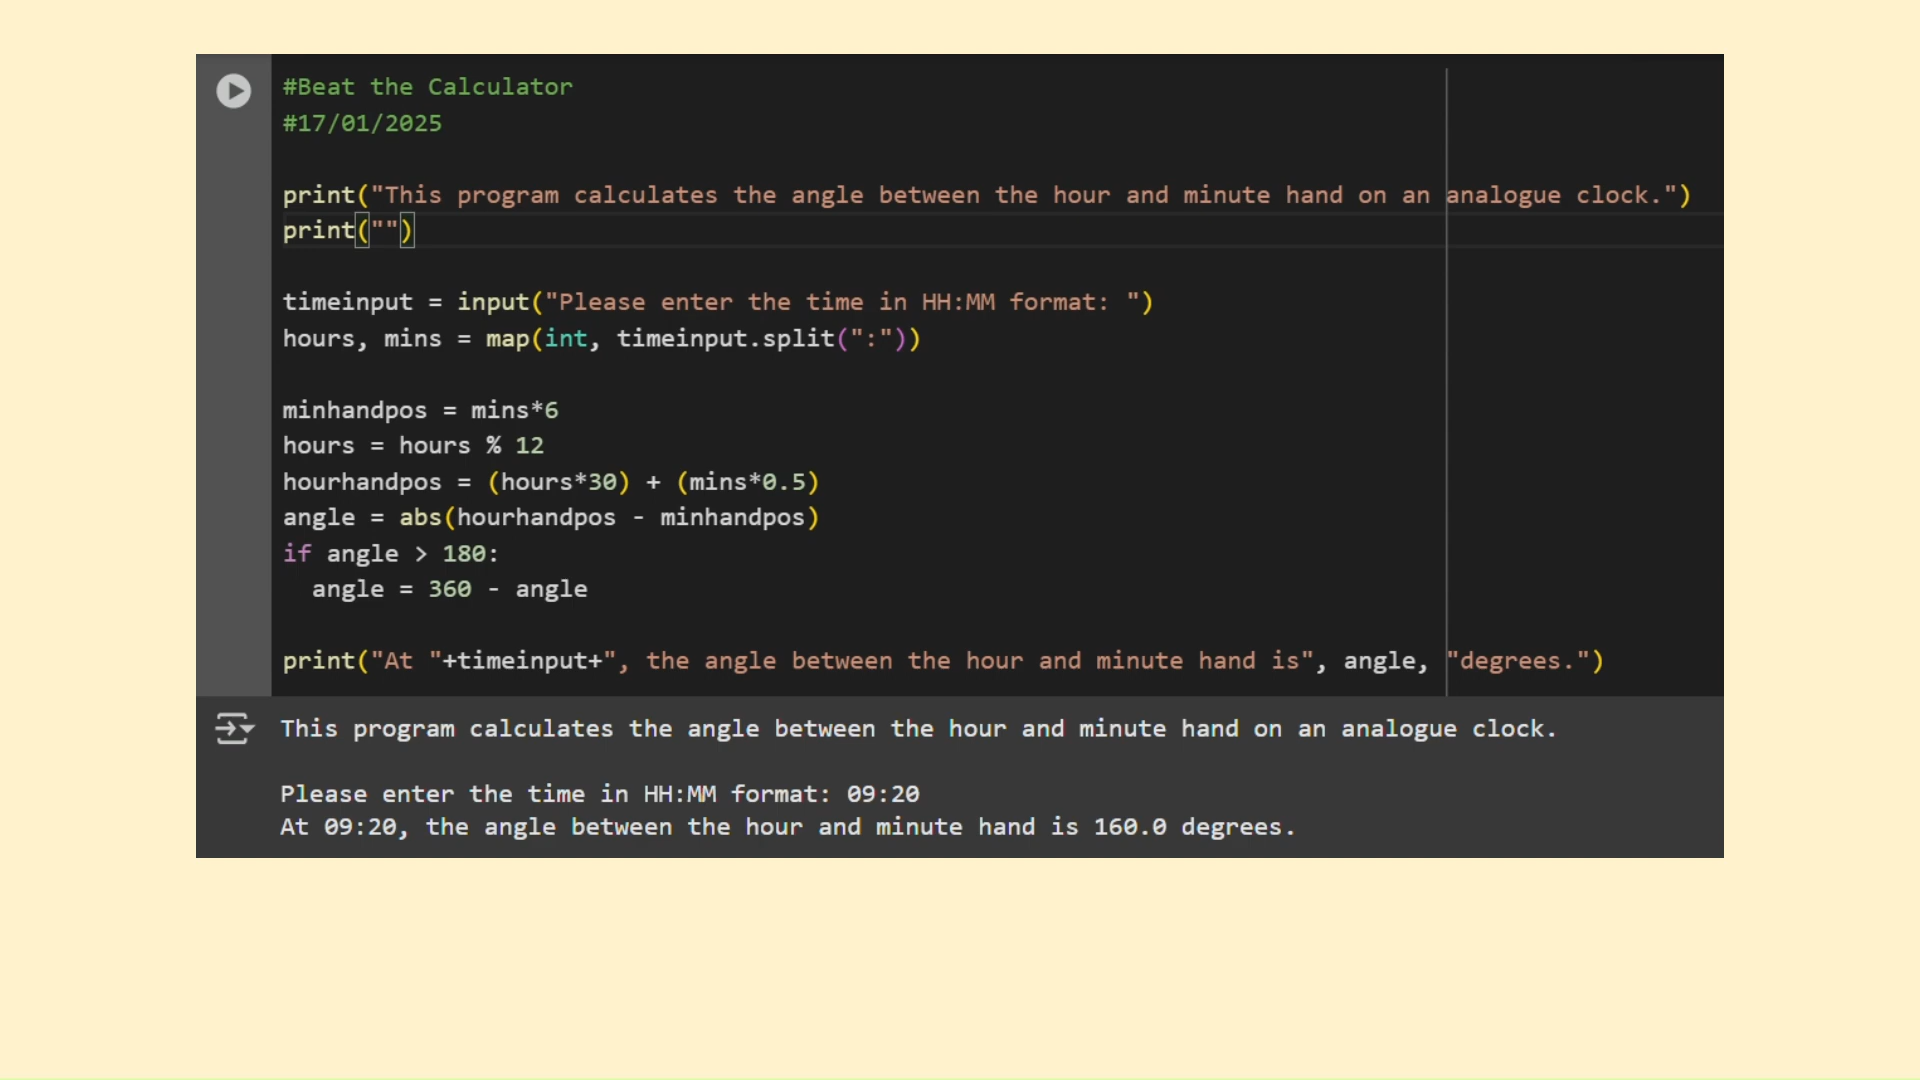 #Beat the Calculator
#17/01/2025
print("This program calculates the angle between the hour and minute hand on an analogue clock.")
print("")
timeinput = input("Please enter the time in HH:MM format: ")
hours, mins = map(int, timeinput.split(":"))
minhandpos = mins*6
hours = hours % 12
hourhandpos = (hours*30) + (mins*0.5)
angle = abs(hourhandpos - minhandpos)
if angle > 180:
  angle = 360 - angle
print("At "+timeinput+", the angle between the hour and minute hand is", angle, "degrees.")
This program calculates the angle between the hour and minute hand on an analogue clock.
Please enter the time in HH:MM format: 09:20
At 09:20, the angle between the hour and minute hand is 160.0 degrees.